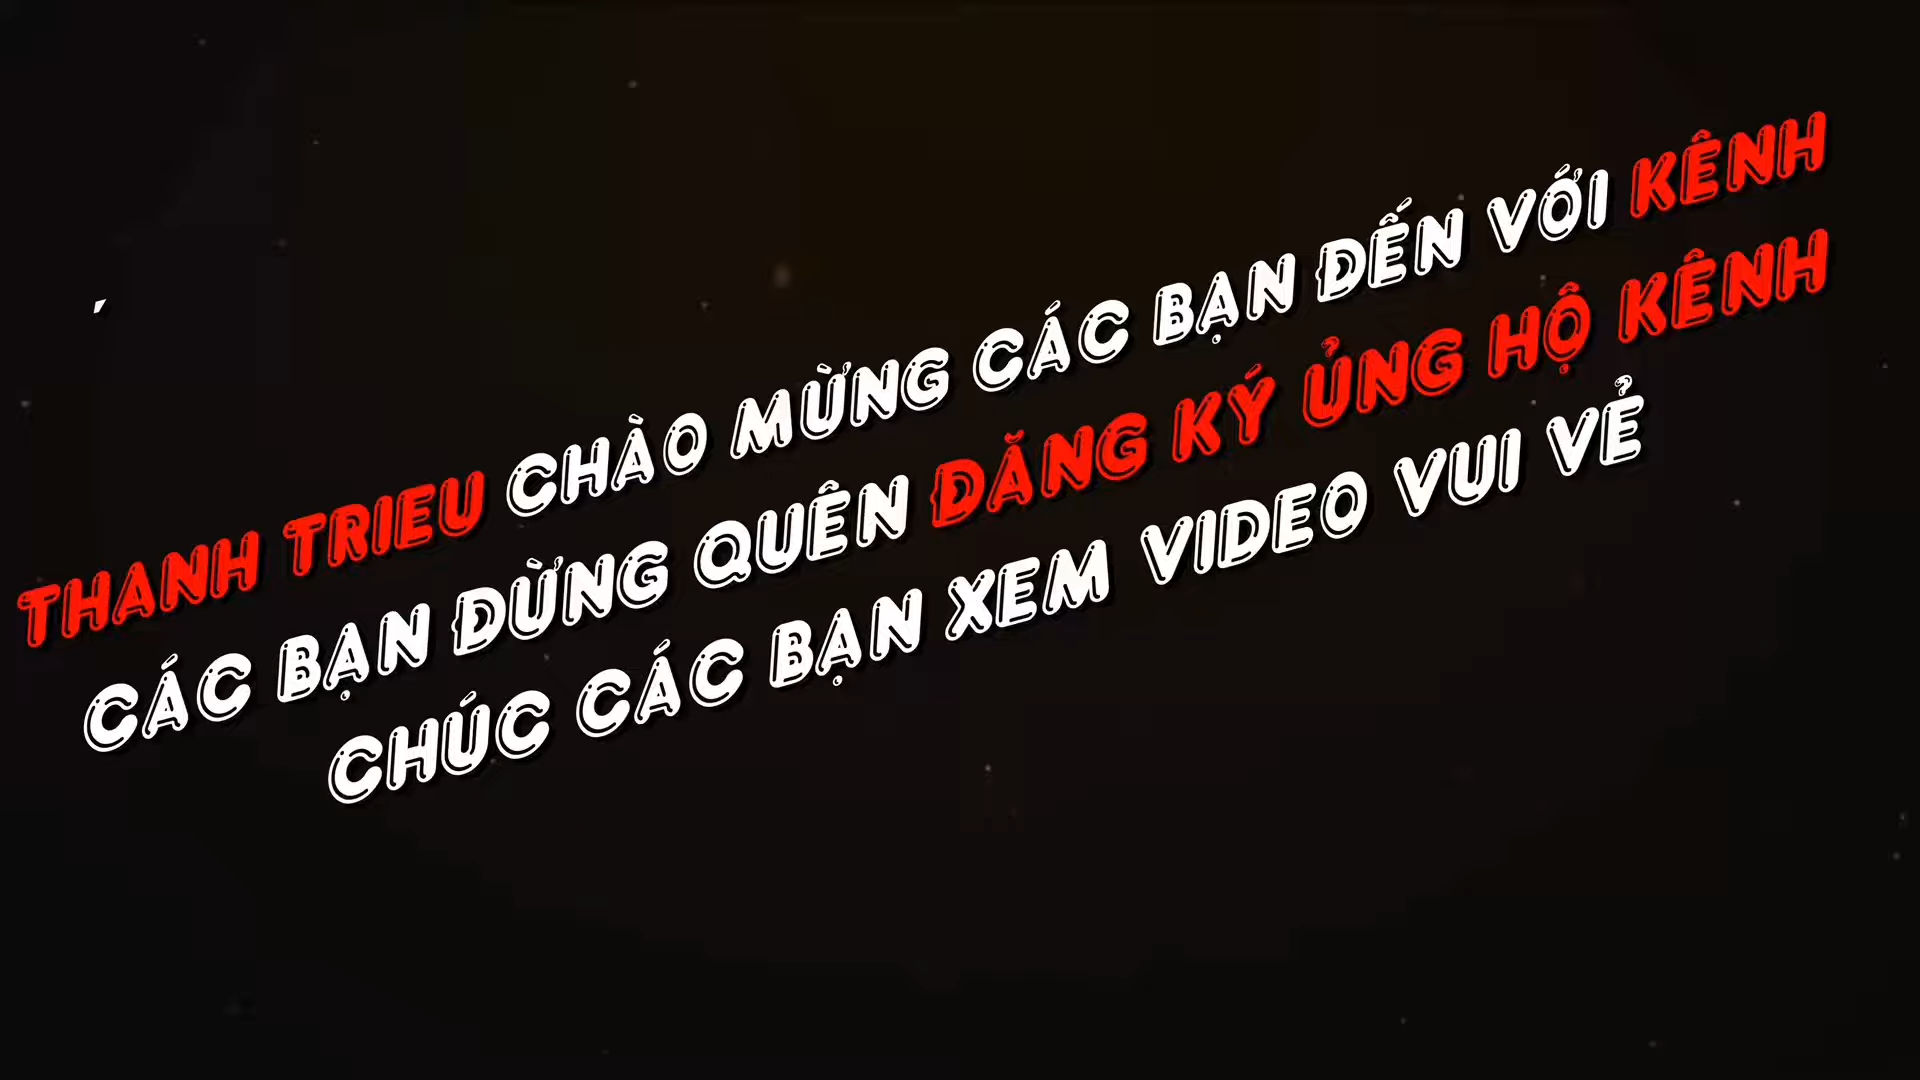 THANH TRIEU CHÀO MỪNG CÁC BẠN ĐẾN VỚI KÊNH
CÁC BẠN ĐỪNG QUÊN ĐĂNG KÝ ỦNG HỘ KÊNH
CHÚC CÁC BẠN XEM VIDEO VUI VẺ